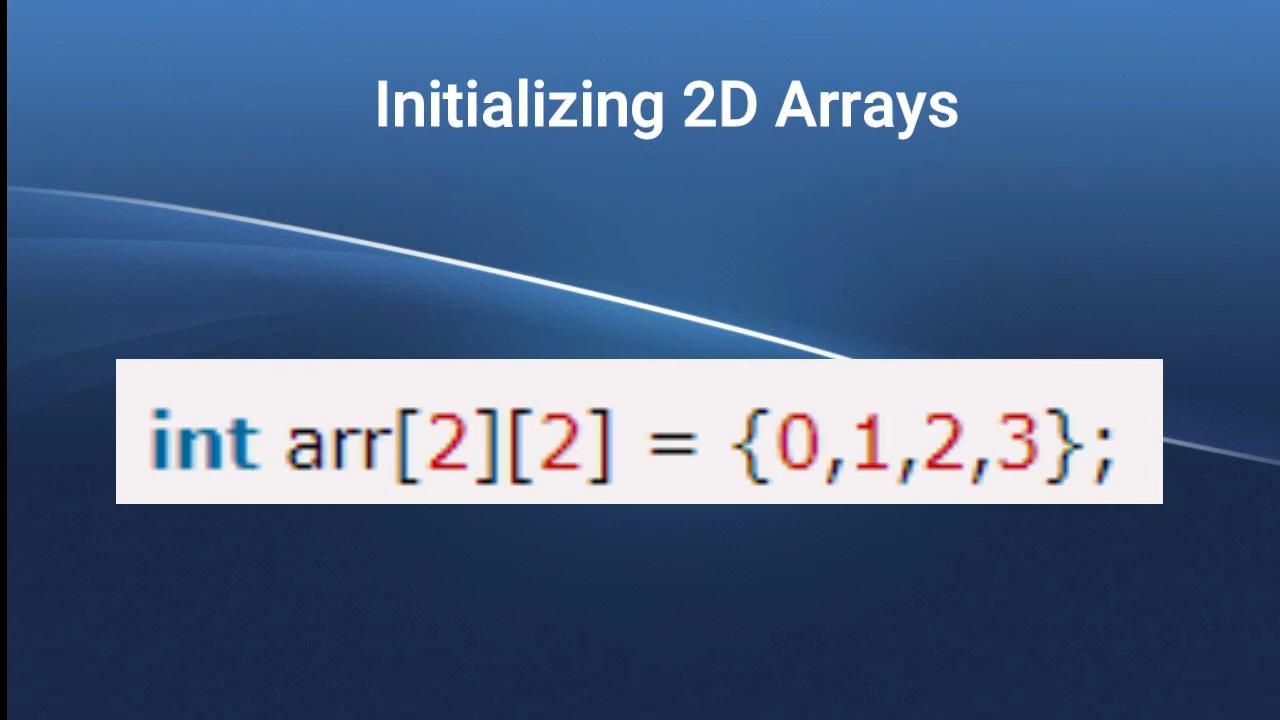 Initializing 2D Arrays
int arr[2][2] = {0,1,2,3};